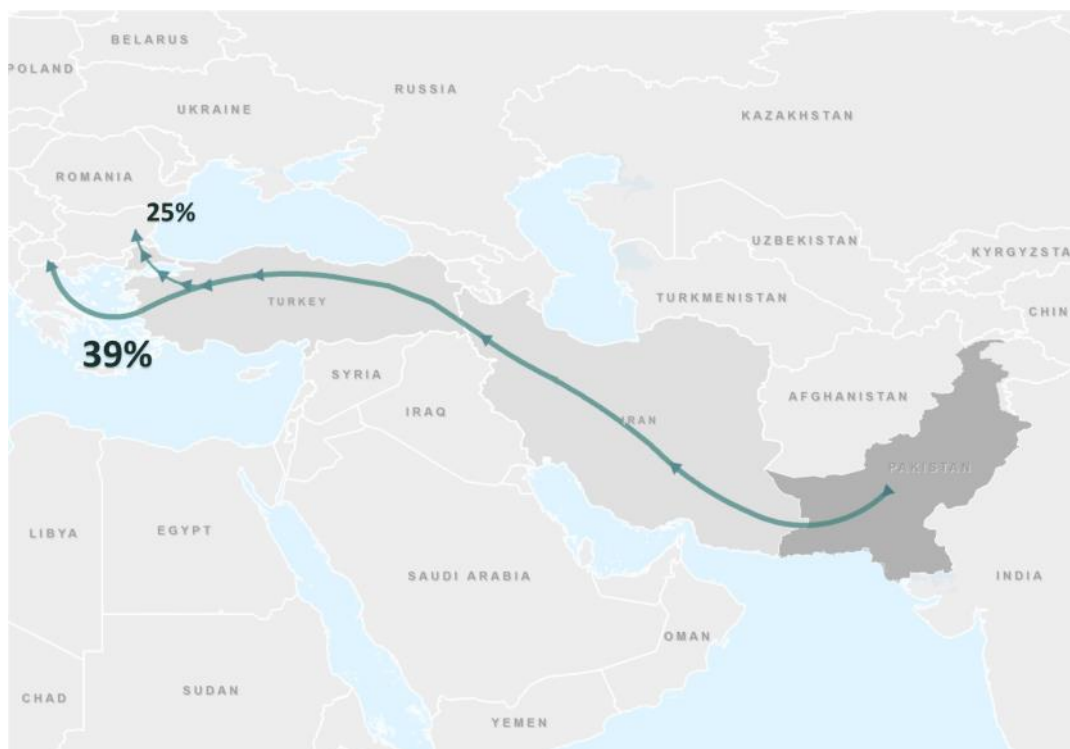 BELARUS
POLAND
RUSSIA
UKRAINE
KAZAKHSTAN
ROMANIA
25%
UZBEKISTAN
KYRGYZSTA
TURKEY
TURKMENISTAN
CHIN
39%
SYRIA
AFGHANISTAN
IRAQ
IRAN
PAKISTAN
LIBYA
EGYPT
SAUDI ARABIA
INDIA
OMAN
CHAD
SUDAN
YEMEN